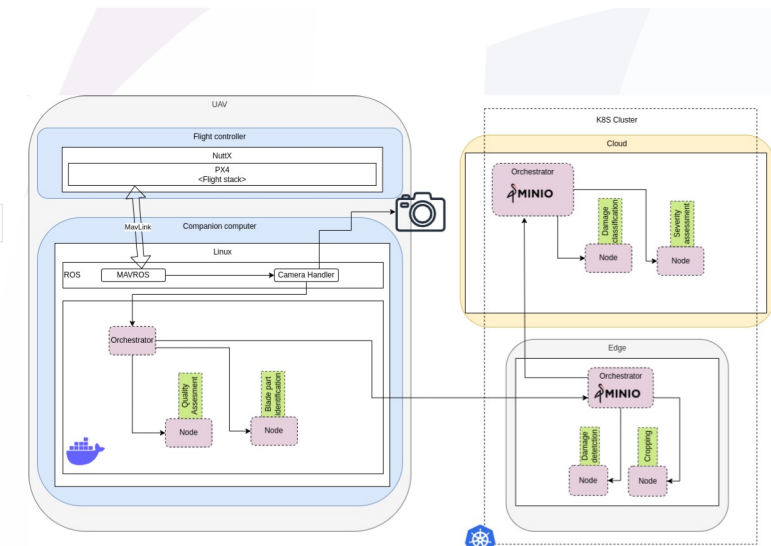 UAV
Flight controller
NuttX
PX4
<Flight stack>
MavLink
Companion computer
Linux
ROS
MAVROS
Camera Handler
Orchestrator
Quality
Assesment
Node
Blade part
identification
Node
K8S Cluster
Cloud
Orchestrator
MINIO
Damage
classification
Node
Severity
assessment
Node
Edge
Orchestrator
MINIO
Damage
detetction
Node
Cropping
Node